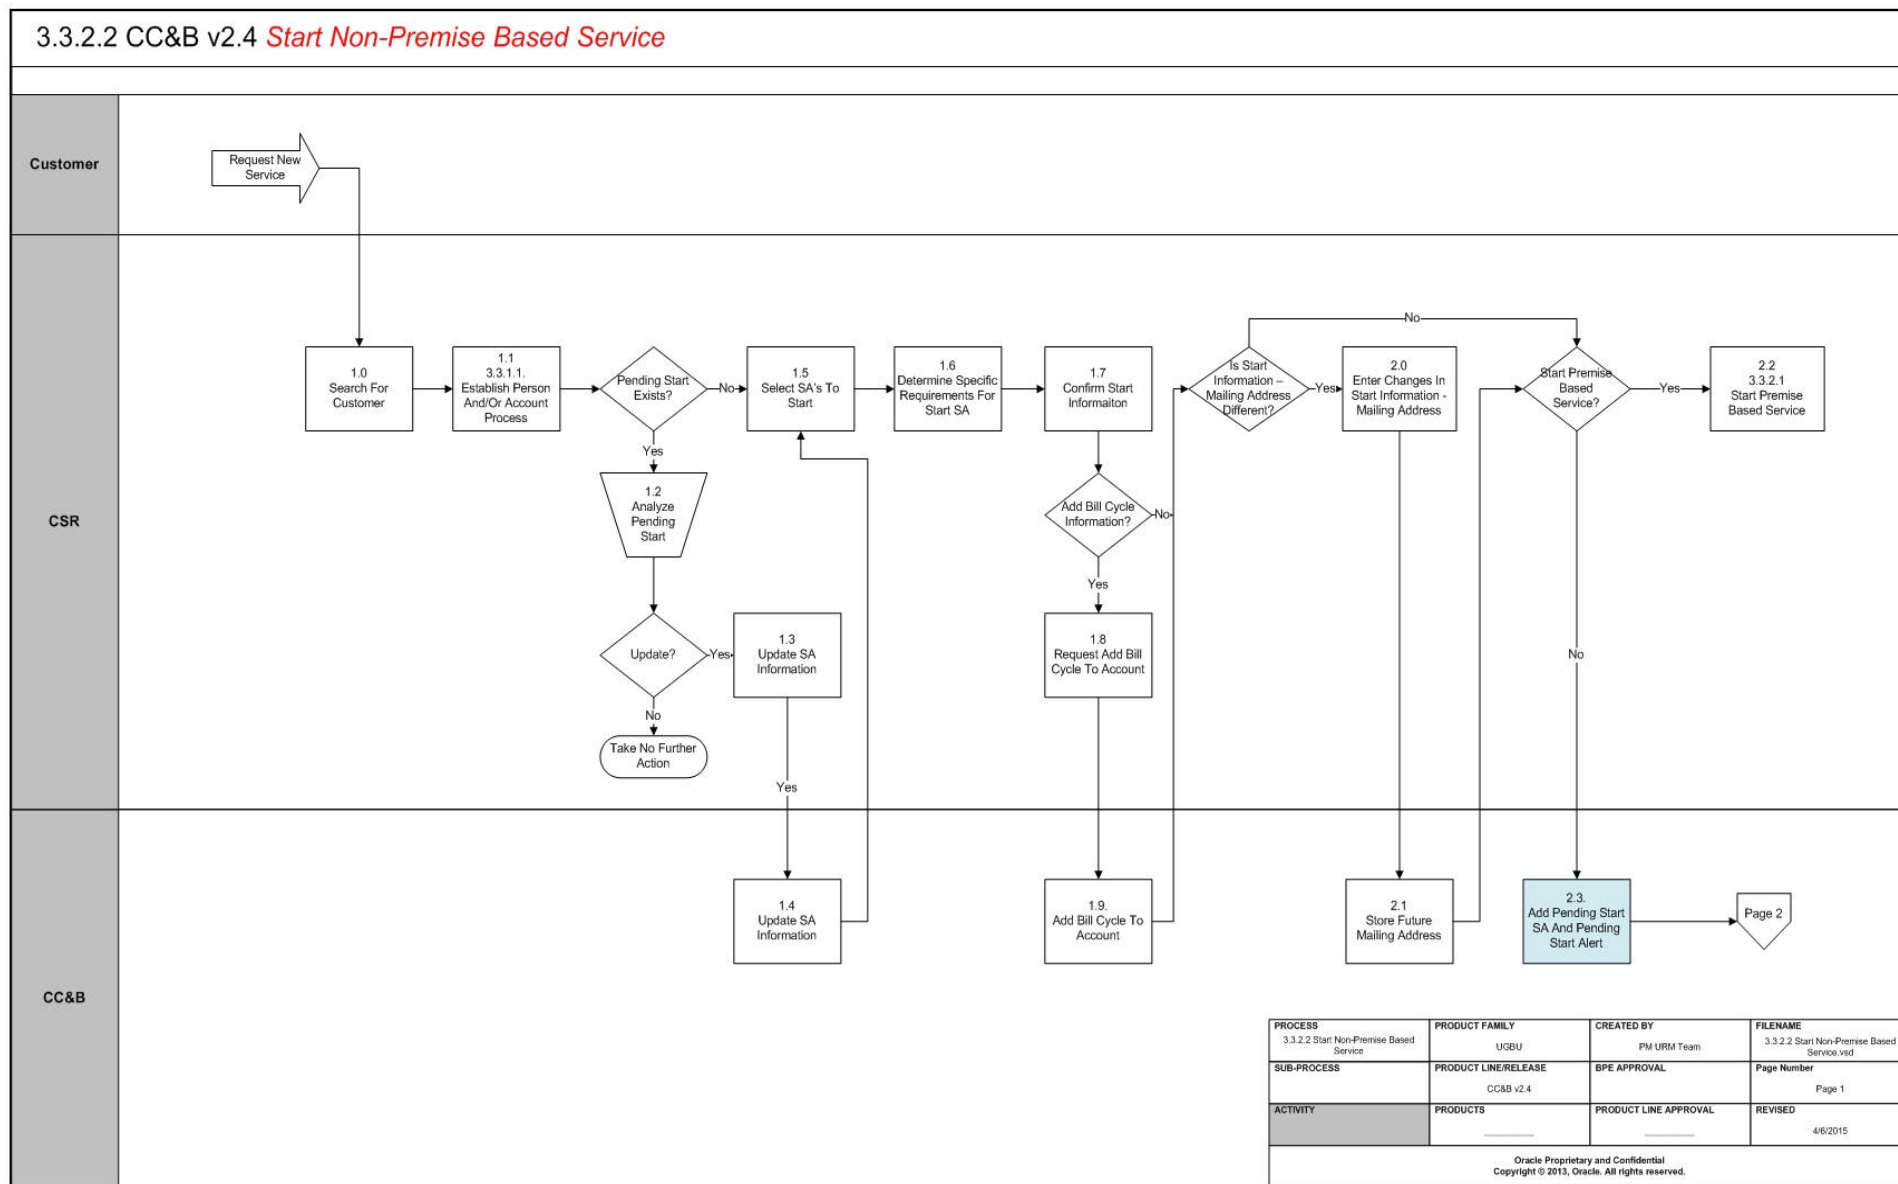 3.3.2.2 CC&B v2.4 Start Non-Premise Based Service
Customer
Request New
Service
CSR
1.0
Search For
Customer
1.1
3.3.1.1.
Establish Person
And/Or Account
Process
Pending Start
Exists?
No
Yes
1.2
Analyze
Pending
Start
Update?
Yes
No
Take No Further
Action
1.3
Update SA
Information
Yes
1.5
Select SA's To
Start
1.6
Determine Specific
Requirements For
Start SA
1.7
Confirm Start
Informaiton
Add Bill Cycle
Information?
No
Yes
1.8
Request Add Bill
Cycle To Account
Is Start
Information –
Mailing Address
Different?
No
Yes
2.0
Enter Changes In
Start Information -
Mailing Address
Start Premise
Based
Service?
Yes
No
2.2
3.3.2.1
Start Premise
Based Service
CC&B
1.4
Update SA
Information
1.9.
Add Bill Cycle To
Account
2.1
Store Future
Mailing Address
2.3.
Add Pending Start
SA And Pending
Start Alert
Page 2
PROCESS
3.3.2.2 Start Non-Premise Based
Service
PRODUCT FAMILY
UGBU
CREATED BY
PM URM Team
FILENAME
3.3.2.2 Start Non-Premise Based
Service.vsd
SUB-PROCESS
PRODUCT LINE/RELEASE
CC&B v2.4
BPE APPROVAL
Page Number
Page 1
ACTIVITY
PRODUCTS
PRODUCT LINE APPROVAL
REVISED
4/6/2015
Oracle Proprietary and Confidential
Copyright © 2013, Oracle. All rights reserved.